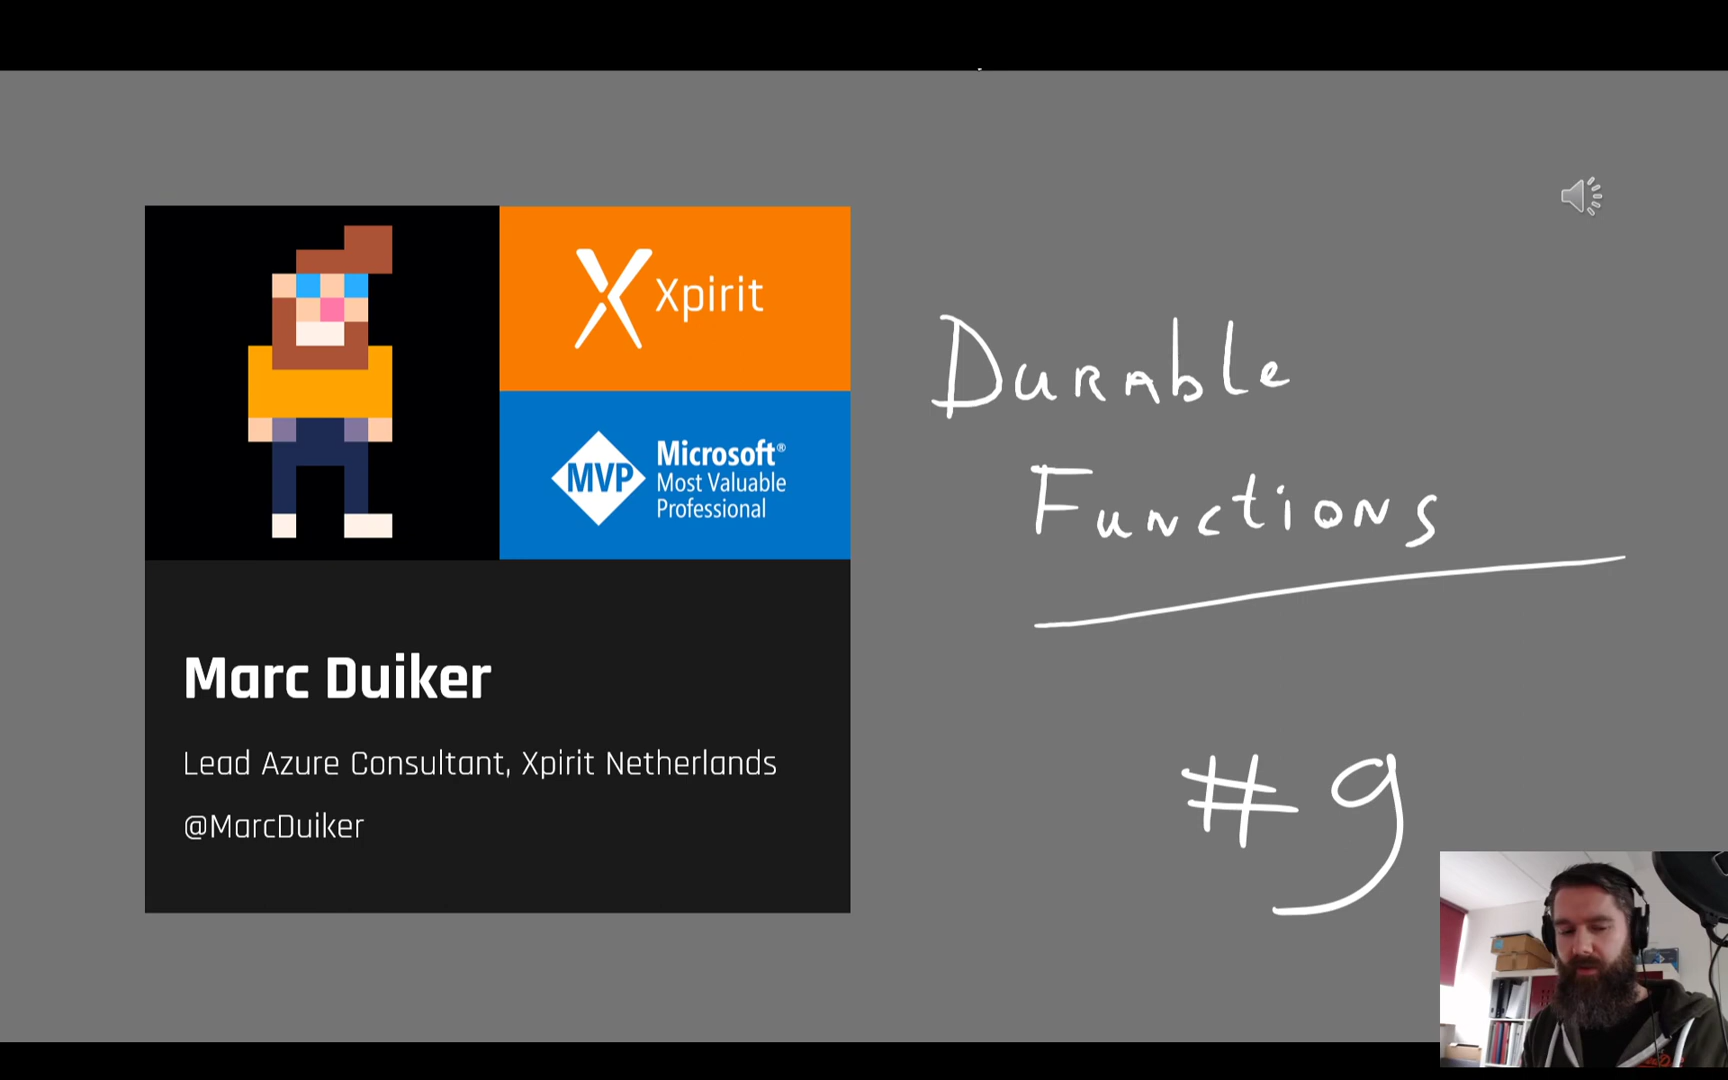 Xpirit
MVP
Microsoft®
Most Valuable
Professional
Durable
Functions
Marc Duiker
Lead Azure Consultant, Xpirit Netherlands
@MarcDuiker
#9